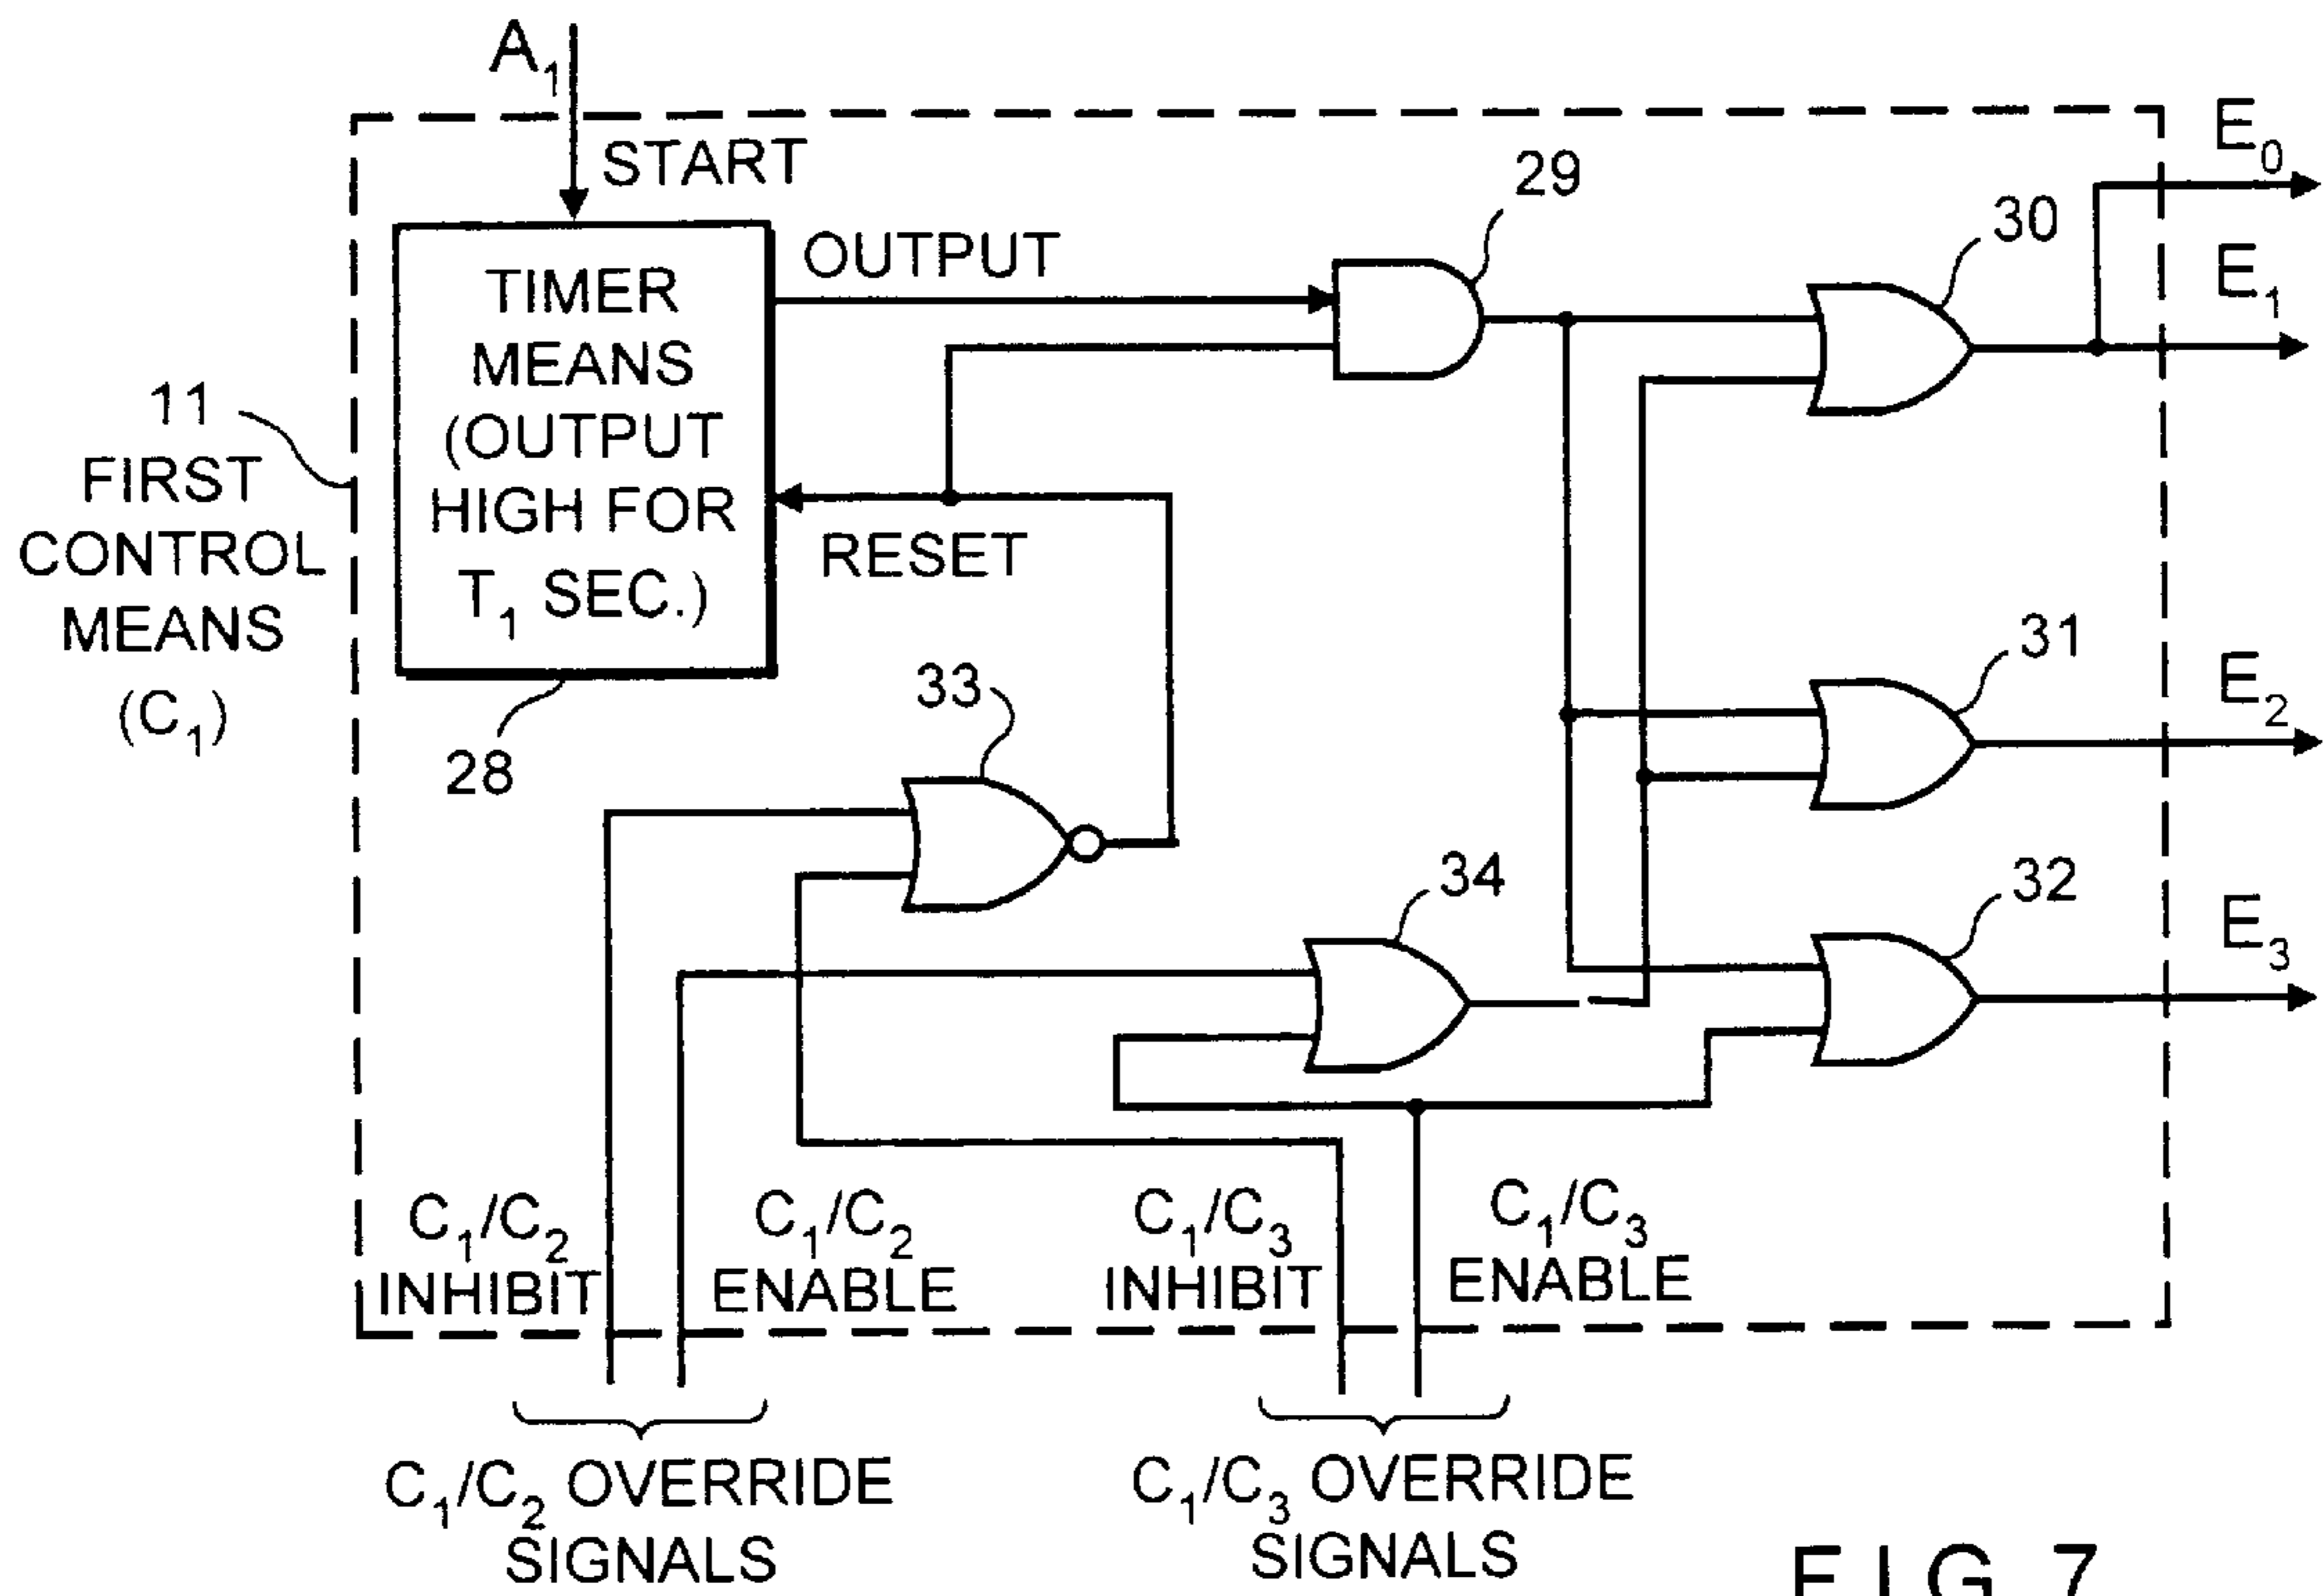 A₁
START
E₀
29
30
E₁
OUTPUT
TIMER
MEANS
(OUTPUT
HIGH FOR
T₁ SEC.)
RESET
11
FIRST
CONTROL
MEANS
(C₁)
28
33
31
E₂
34
32
E₃
C₁/C₂
INHIBIT
C₁/C₂
ENABLE
C₁/C₃
INHIBIT
C₁/C₃
ENABLE
C₁/C₂ OVERRIDE
SIGNALS
C₁/C₃ OVERRIDE
SIGNALS
FIG. 7